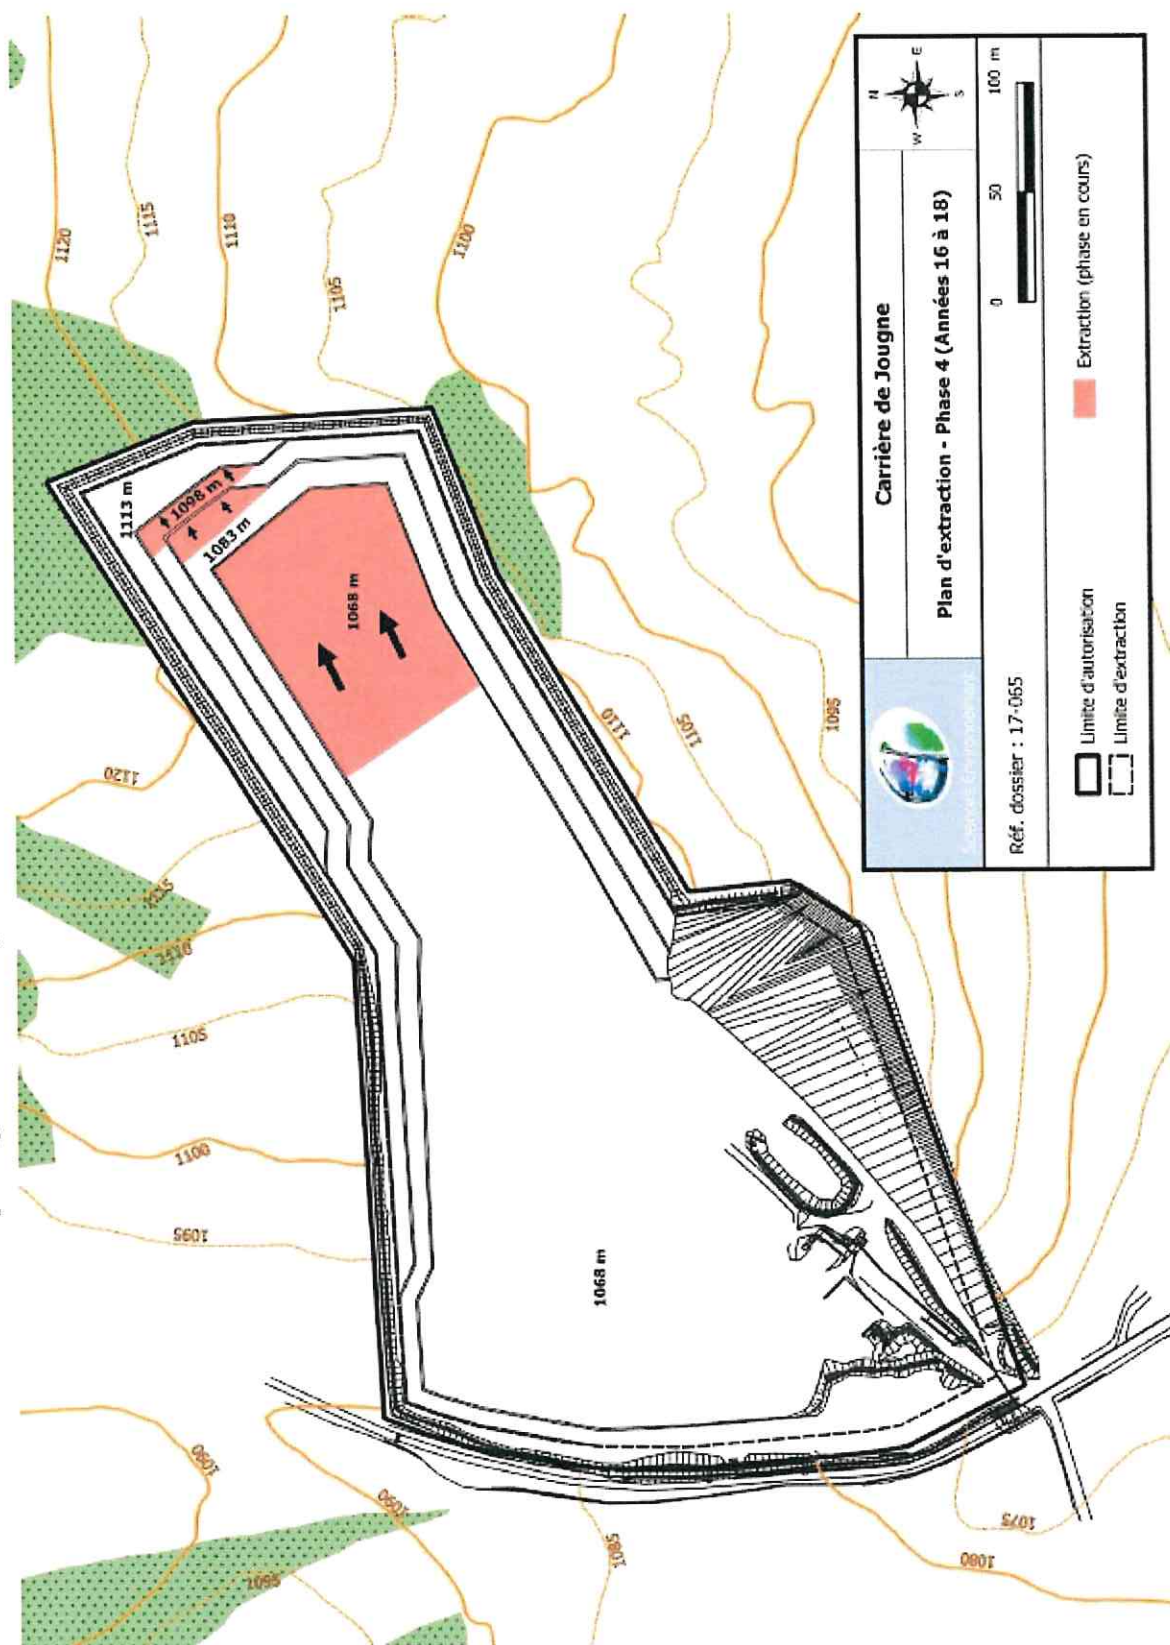 1120
1115
1110
1105
1100
1113 m
1098 m
1083 m
1068 m
1120
1115
1110
1105
1100
1095
1110
1105
1095
1068 m
1090
1090
1095
1085
1080
1075
Carrière de Jougne
N
E
S
W
Plan d'extraction - Phase 4 (Années 16 à 18)
Sciences Environnement
Réf. dossier : 17-065
0 50 100 m
Limite d'autorisation
Limite d'extraction
Extraction (phase en cours)